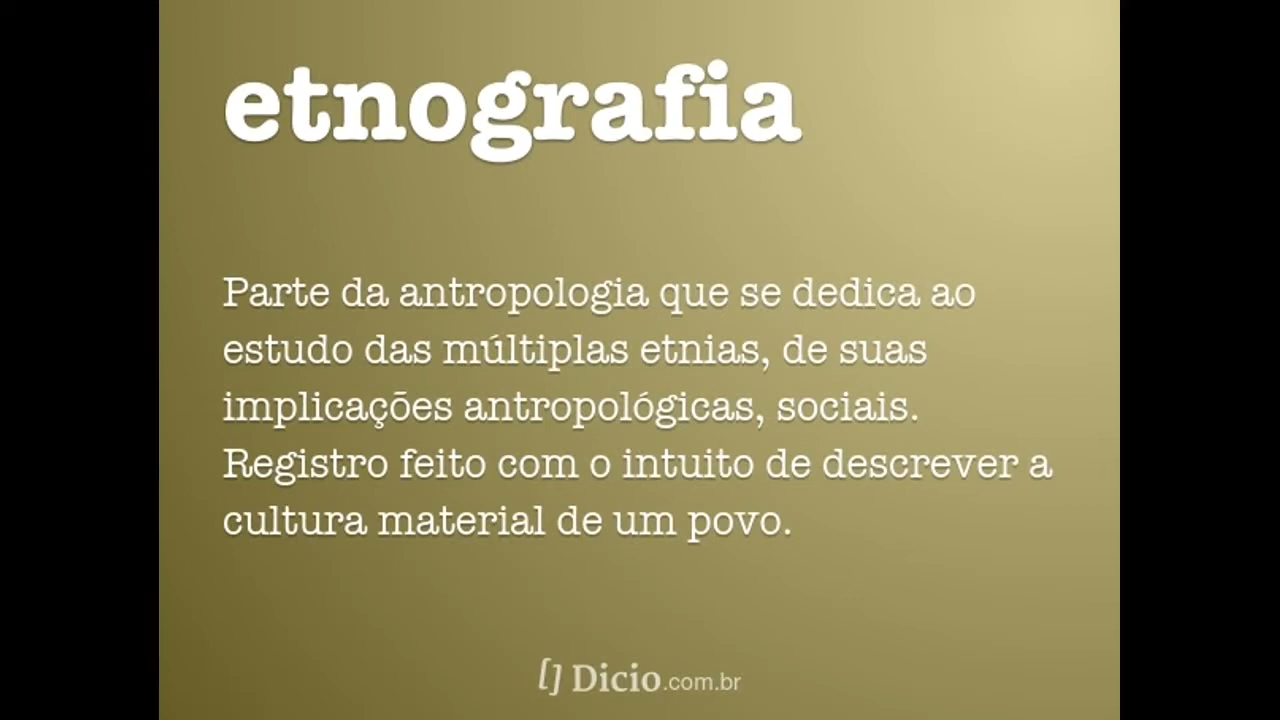 etnografia
Parte da antropologia que se dedica ao
estudo das múltiplas etnias, de suas
implicações antropológicas, sociais.
Registro feito com o intuito de descrever a
cultura material de um povo.
[] Dicio.com.br